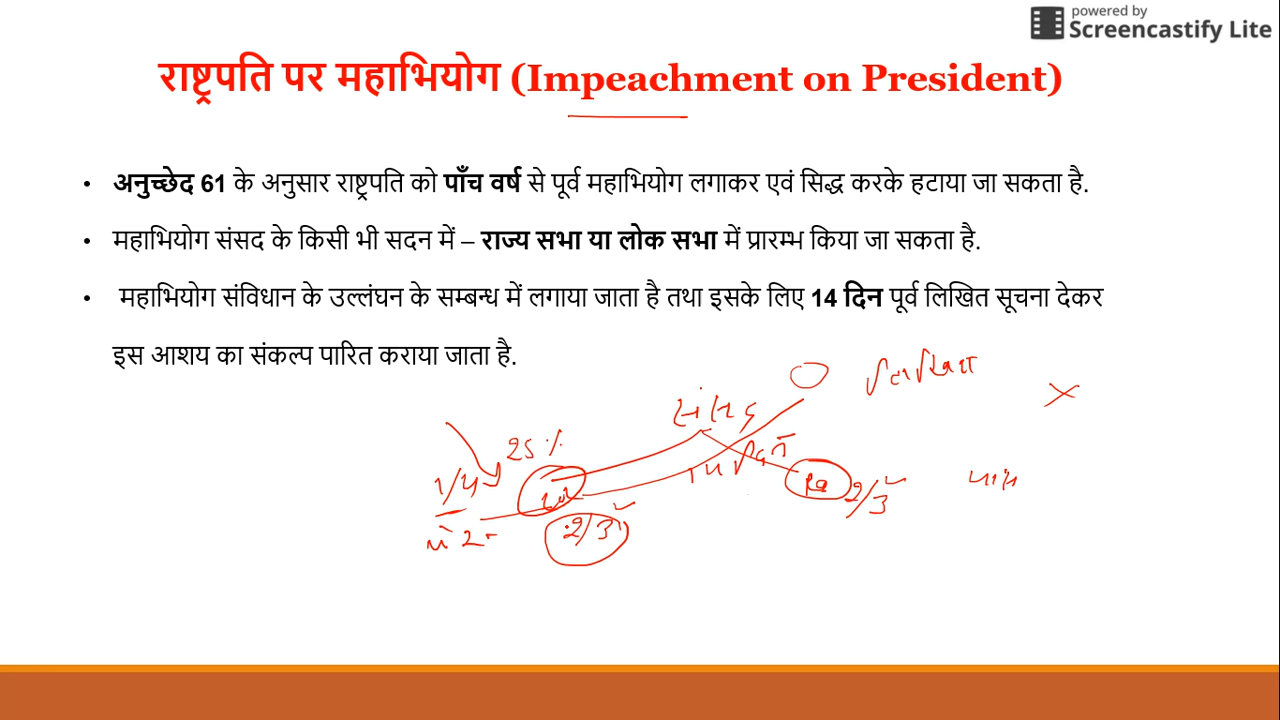 powered by
Screencastify Lite
राष्ट्रपति पर महाभियोग (Impeachment on President)
• अनुच्छेद 61 के अनुसार राष्ट्रपति को पाँच वर्ष से पूर्व महाभियोग लगाकर एवं सिद्ध करके हटाया जा सकता है.
• महाभियोग संसद के किसी भी सदन में – राज्य सभा या लोक सभा में प्रारम्भ किया जा सकता है.
• महाभियोग संविधान के उल्लंघन के सम्बन्ध में लगाया जाता है तथा इसके लिए 14 दिन पूर्व लिखित सूचना देकर
इस आशय का संकल्प पारित कराया जाता है.
संसद
25 %
1/4
14 दिन
2/3
2/3